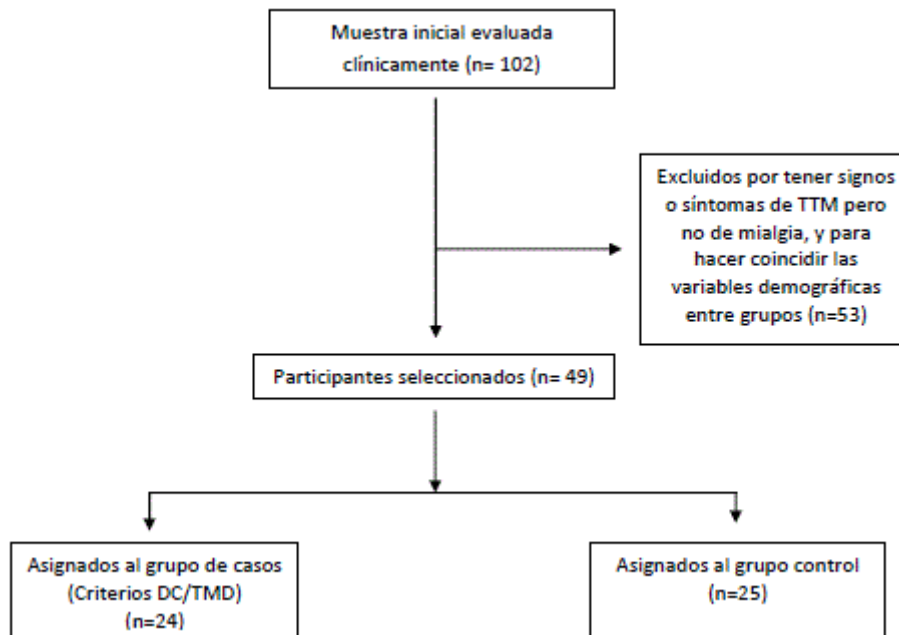 Muestra inicial evaluada
clínicamente (n= 102)
Excluidos por tener signos
o síntomas de TTM pero
no de mialgia, y para
hacer coincidir las
variables demográficas
entre grupos (n=53)
Participantes seleccionados (n= 49)
Asignados al grupo de casos
(Criterios DC/TMD)
(n=24)
Asignados al grupo control
(n=25)